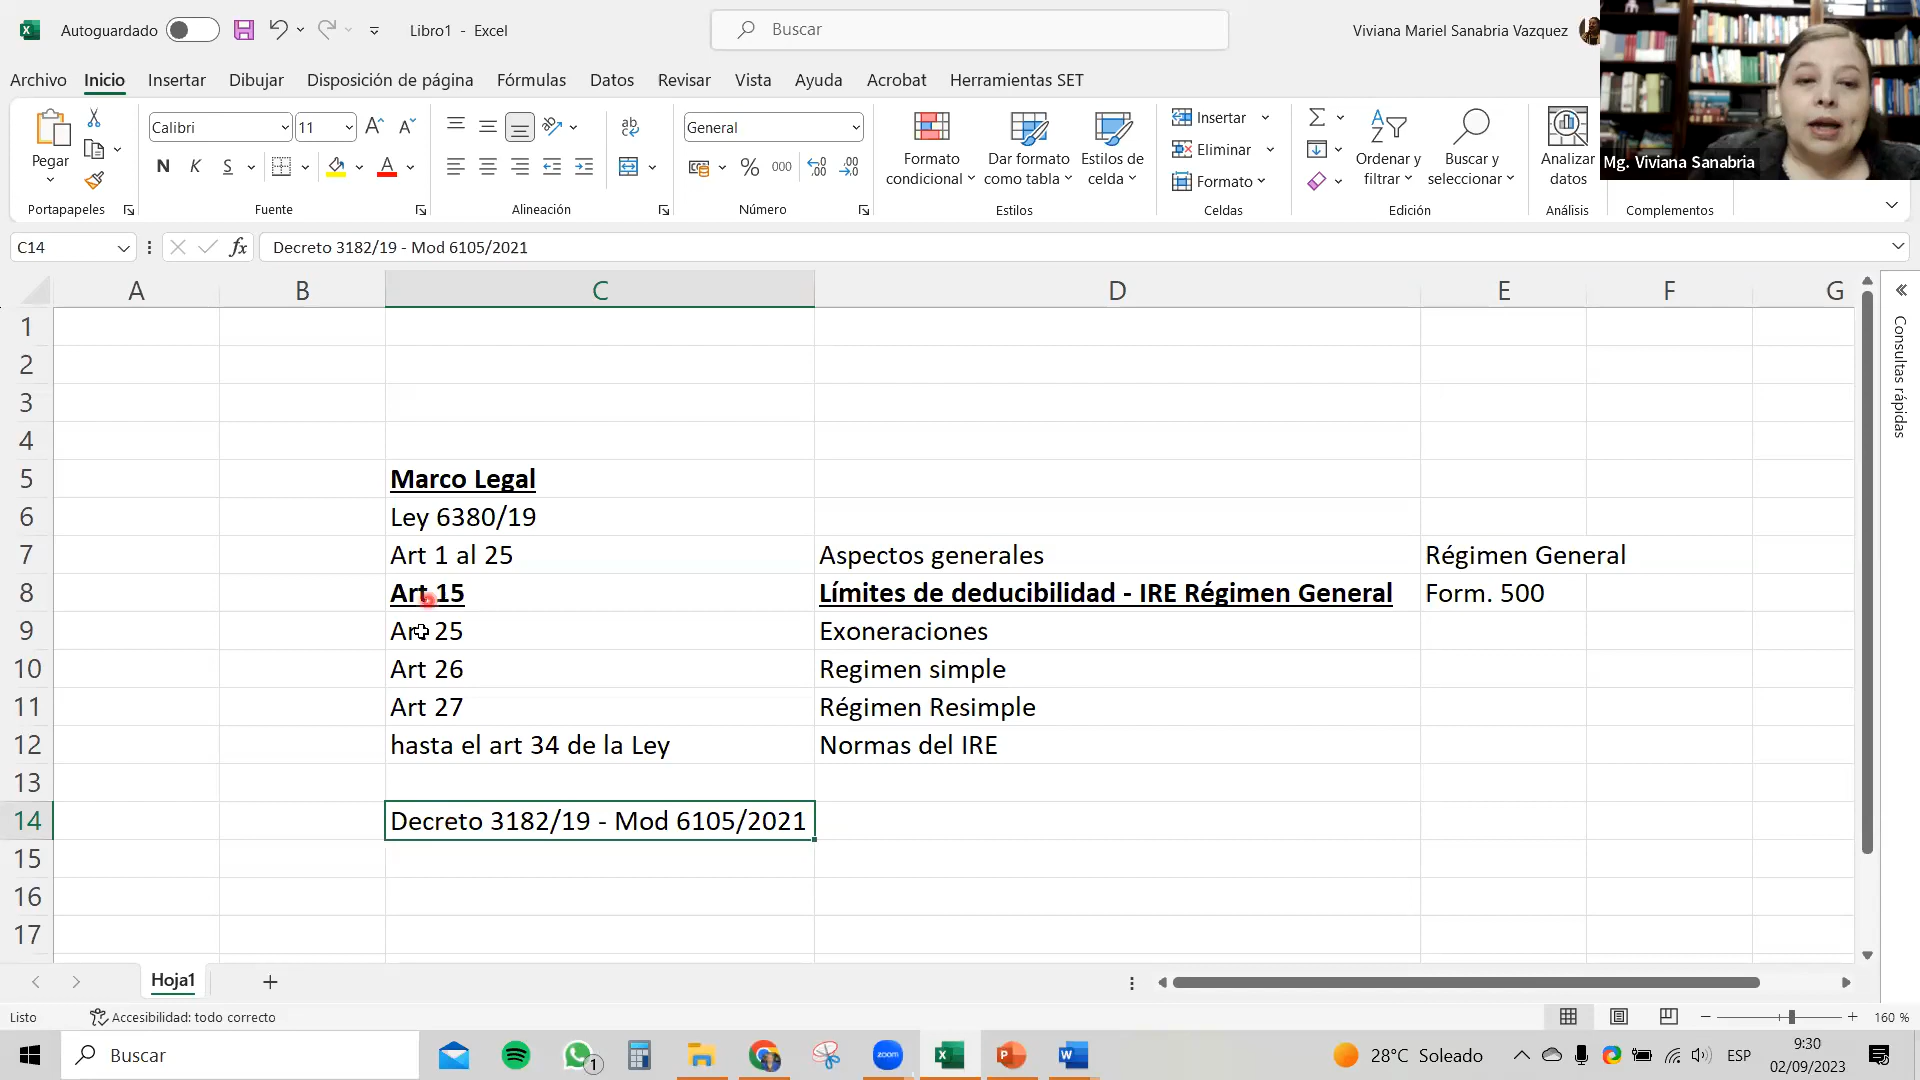 Autoguardado
Libro1 - Excel
Buscar
Viviana Mariel Sanabria Vazquez
Archivo Inicio Insertar Dibujar Disposición de página Fórmulas Datos Revisar Vista Ayuda Acrobat Herramientas SET
Pegar
Portapapeles
Calibri 11
N K S
Fuente
ab
Alineación
General
% 000
Número
Formato condicional
Dar formato como tabla
Estilos de celda
Estilos
Insertar
Eliminar
Formato
Celdas
Ordenar y filtrar
Buscar y seleccionar
Edición
Analizar datos
Análisis
Complementos
Mg. Viviana Sanabria
C14
fx
Decreto 3182/19 - Mod 6105/2021
A B C D E F G
1
2
3
4
5 Marco Legal
6 Ley 6380/19
7 Art 1 al 25 Aspectos generales Régimen General
8 Art 15 Límites de deducibilidad - IRE Régimen General Form. 500
9 Art 25 Exoneraciones
10 Art 26 Regimen simple
11 Art 27 Régimen Resimple
12 hasta el art 34 de la Ley Normas del IRE
13
14 Decreto 3182/19 - Mod 6105/2021
15
16
17
Consultas rápidas
Hoja1
Listo
Accesibilidad: todo correcto
160 %
Buscar
1
zoom
28°C Soleado
ESP
9:30
02/09/2023